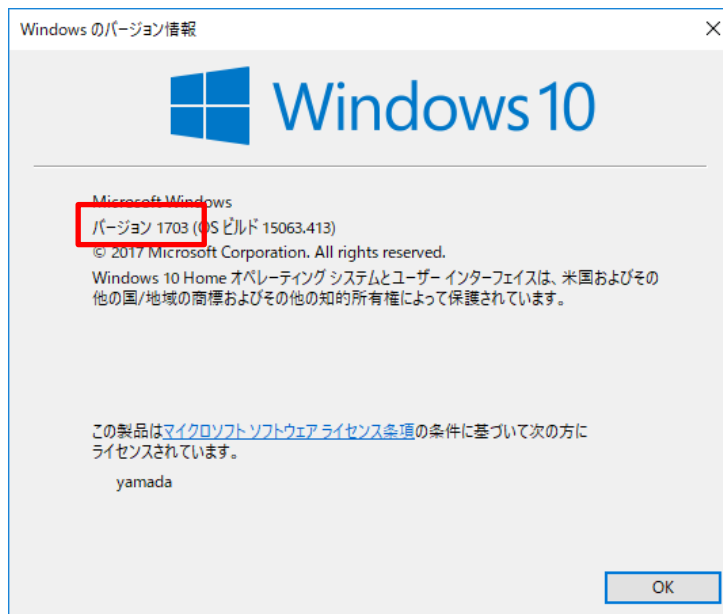 Windows のバージョン情報
Windows 10
Microsoft Windows
バージョン 1703 (OS ビルド 15063.413)
© 2017 Microsoft Corporation. All rights reserved.
Windows 10 Home オペレーティング システムとユーザー インターフェイスは、米国およびその
他の国/地域の商標およびその他の知的所有権によって保護されています。
この製品はマイクロソフト ソフトウェア ライセンス条項の条件に基づいて次の方に
ライセンスされています。
yamada
OK